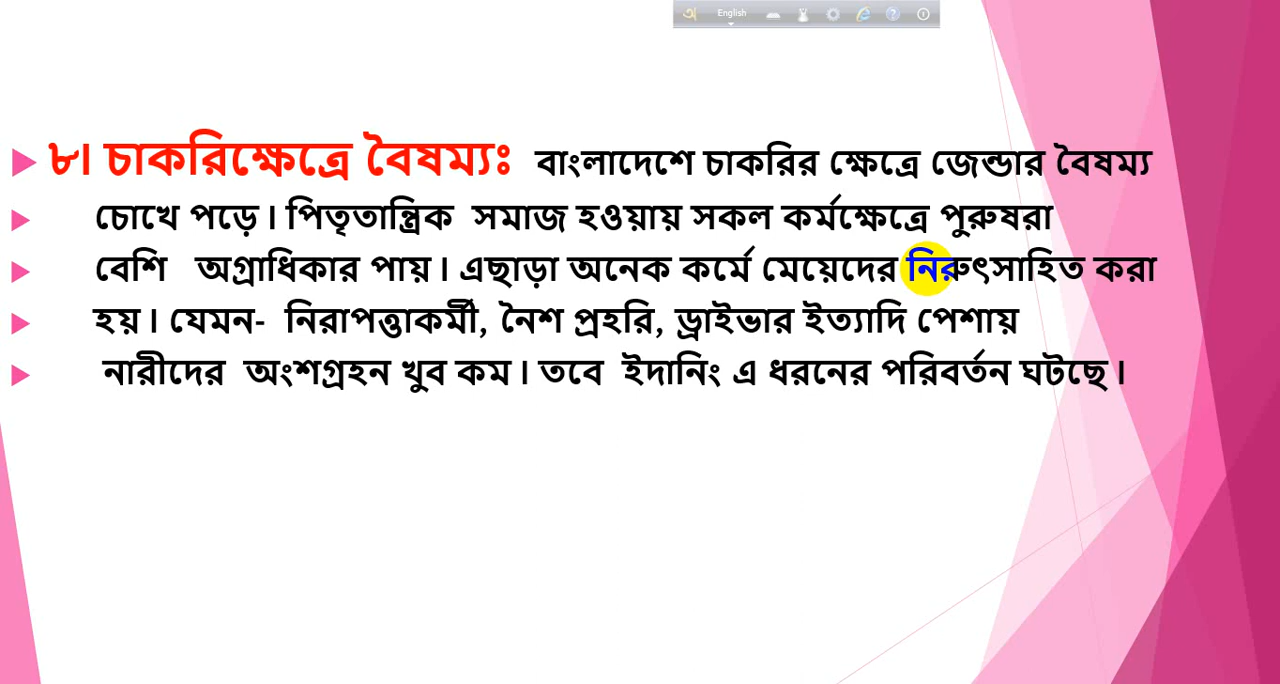 অ English
৮। চাকরিক্ষেত্রে বৈষম্যঃ বাংলাদেশে চাকরির ক্ষেত্রে জেন্ডার বৈষম্য
চোখে পড়ে। পিতৃতান্ত্রিক সমাজ হওয়ায় সকল কর্মক্ষেত্রে পুরুষরা
বেশি অগ্রাধিকার পায়। এছাড়া অনেক কর্মে মেয়েদের নিরুৎসাহিত করা
হয়। যেমন- নিরাপত্তাকর্মী, নৈশ প্রহরি, ড্রাইভার ইত্যাদি পেশায়
নারীদের অংশগ্রহন খুব কম। তবে ইদানিং এ ধরনের পরিবর্তন ঘটছে।